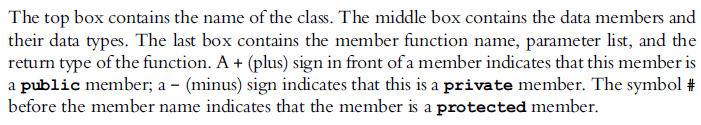 The top box contains the name of the class. The middle box contains the data members and
their data types. The last box contains the member function name, parameter list, and the
return type of the function. A + (plus) sign in front of a member indicates that this member is
a public member; a – (minus) sign indicates that this is a private member. The symbol #
before the member name indicates that the member is a protected member.